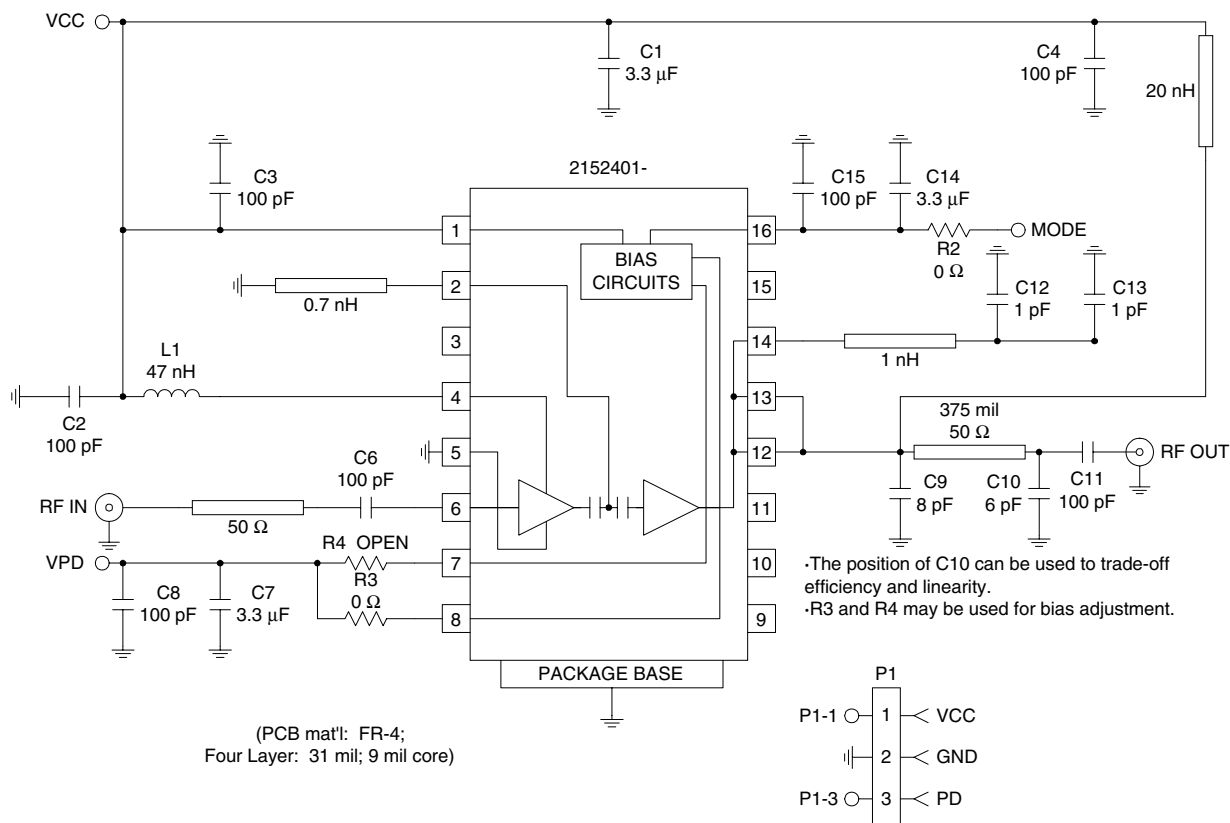 VCC
C1
3.3 μF
C4
100 pF
20 nH
2152401-
C3
100 pF
C15
100 pF
C14
3.3 μF
1
16
MODE
R2
0 Ω
BIAS
CIRCUITS
2
15
0.7 nH
C12
1 pF
C13
1 pF
3
14
1 nH
L1
47 nH
4
13
C2
100 pF
375 mil
50 Ω
5
12
RF OUT
C6
100 pF
C9
8 pF
C10
6 pF
C11
100 pF
RF IN
50 Ω
6
11
R4 OPEN
VPD
7
10
R3
0 Ω
C8
100 pF
C7
3.3 μF
8
9
·The position of C10 can be used to trade-off
efficiency and linearity.
·R3 and R4 may be used for bias adjustment.
PACKAGE BASE
(PCB mat'l: FR-4;
Four Layer: 31 mil; 9 mil core)
P1
P1-1 1 VCC
2 GND
P1-3 3 PD